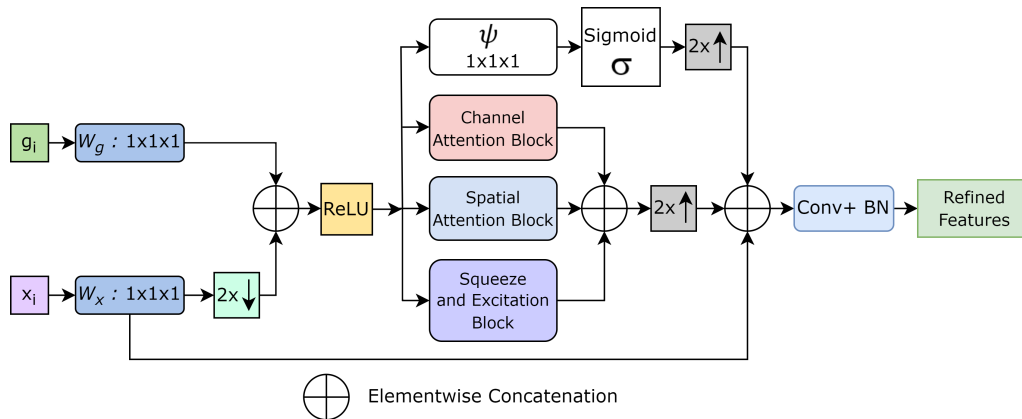 ψ
1x1x1
Sigmoid
σ
2x
Channel
Attention Block
g_i
W_g : 1x1x1
ReLU
Spatial
Attention Block
2x
Conv+ BN
Refined
Features
x_i
W_x : 1x1x1
2x
Squeeze
and Excitation
Block
Elementwise Concatenation